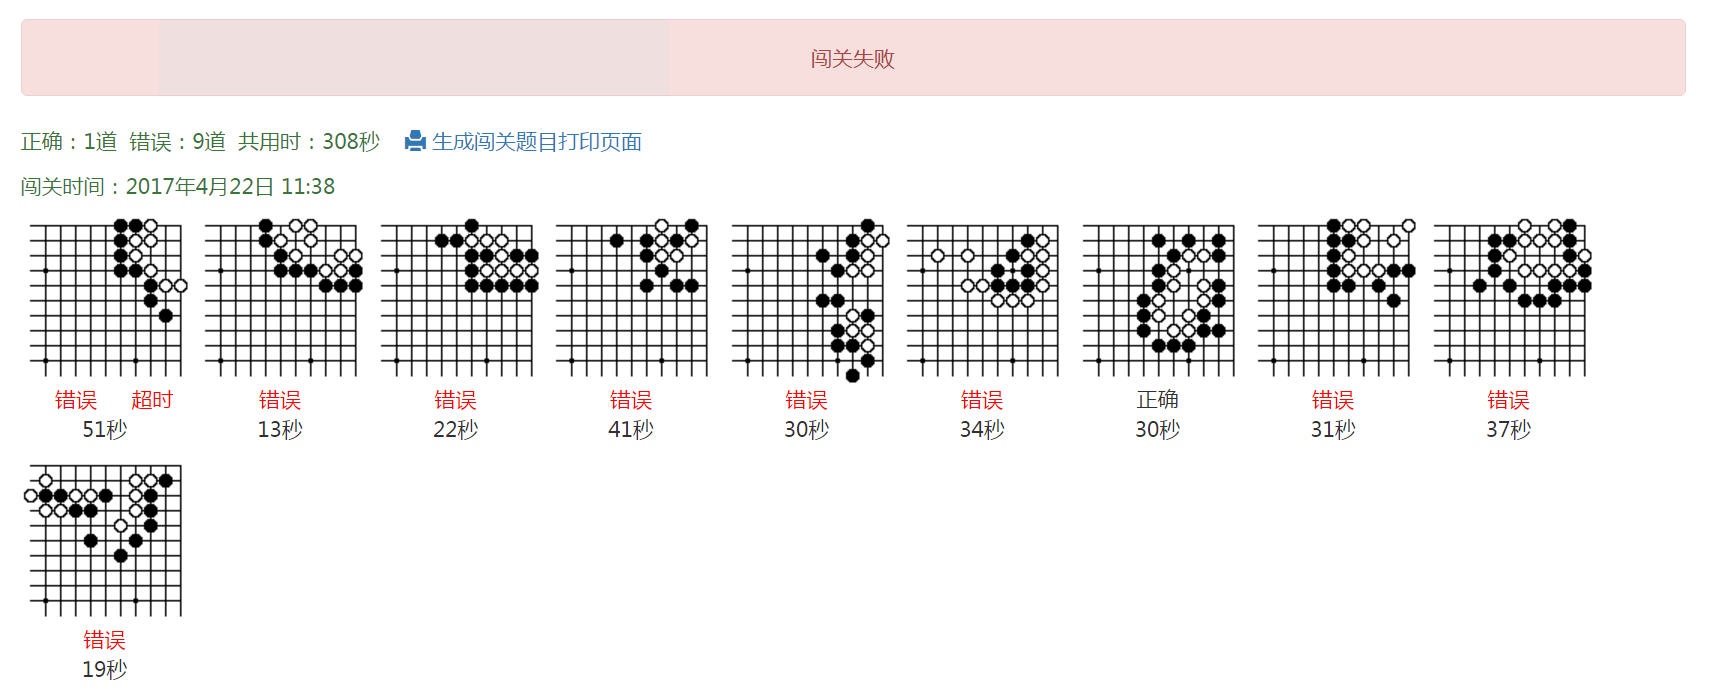 闯关失败
正确：1道 错误：9道 共用时：308秒 生成闯关题目打印页面
闯关时间：2017年4月22日 11:38
错误 超时 错误 错误 错误 错误 错误 正确 错误 错误
51秒 13秒 22秒 41秒 30秒 34秒 30秒 31秒 37秒
错误
19秒